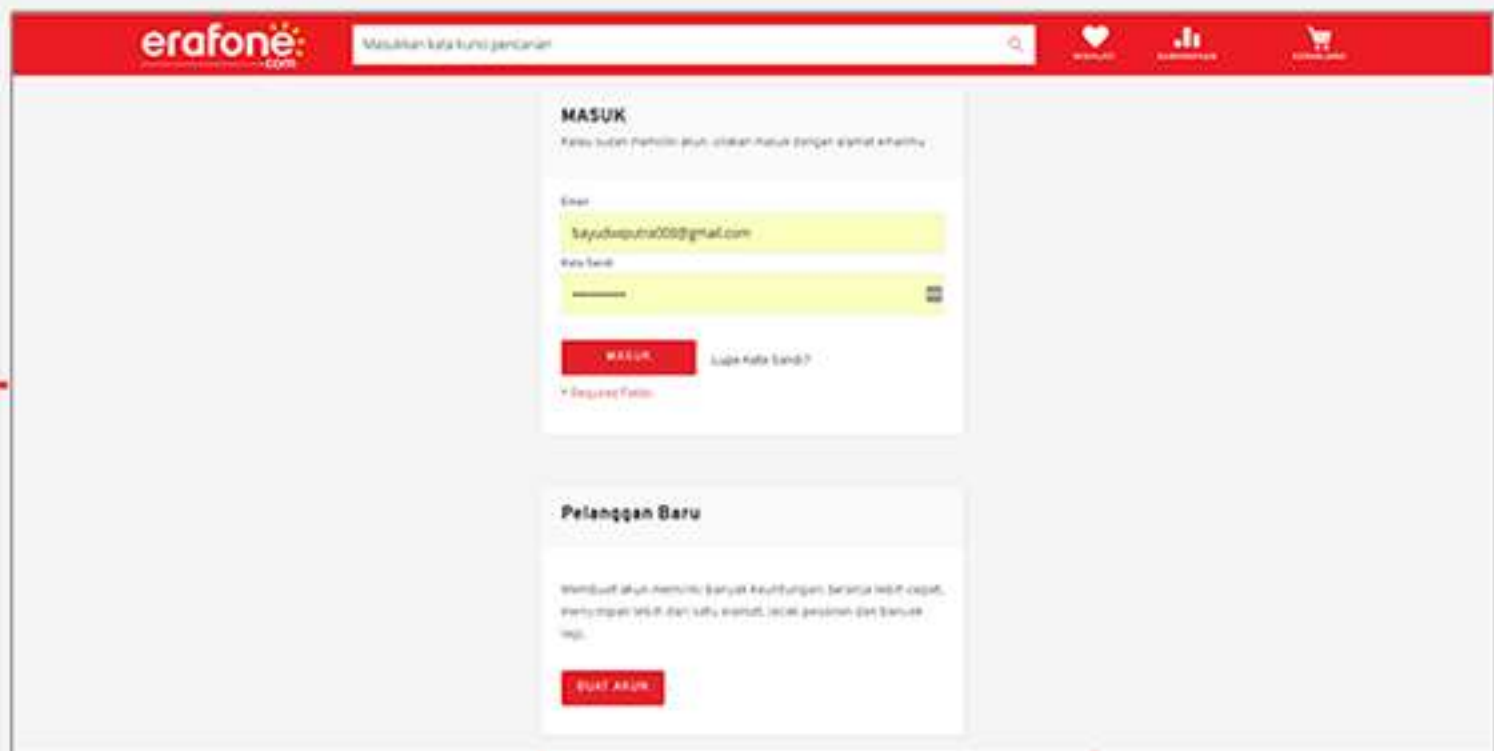 erafone
.com
Masukkan kata kunci pencarian
MASUK
Kalau sudah memiliki akun, silakan masuk dengan alamat emailmu
Email
@gmail.com
Kata Sandi
MASUK
Lupa Kata Sandi?
* Required Fields
Pelanggan Baru
Membuat akun memiliki banyak keuntungan: belanja lebih cepat,
menyimpan lebih dari satu alamat, lacak pesanan dan banyak
lagi.
BUAT AKUN